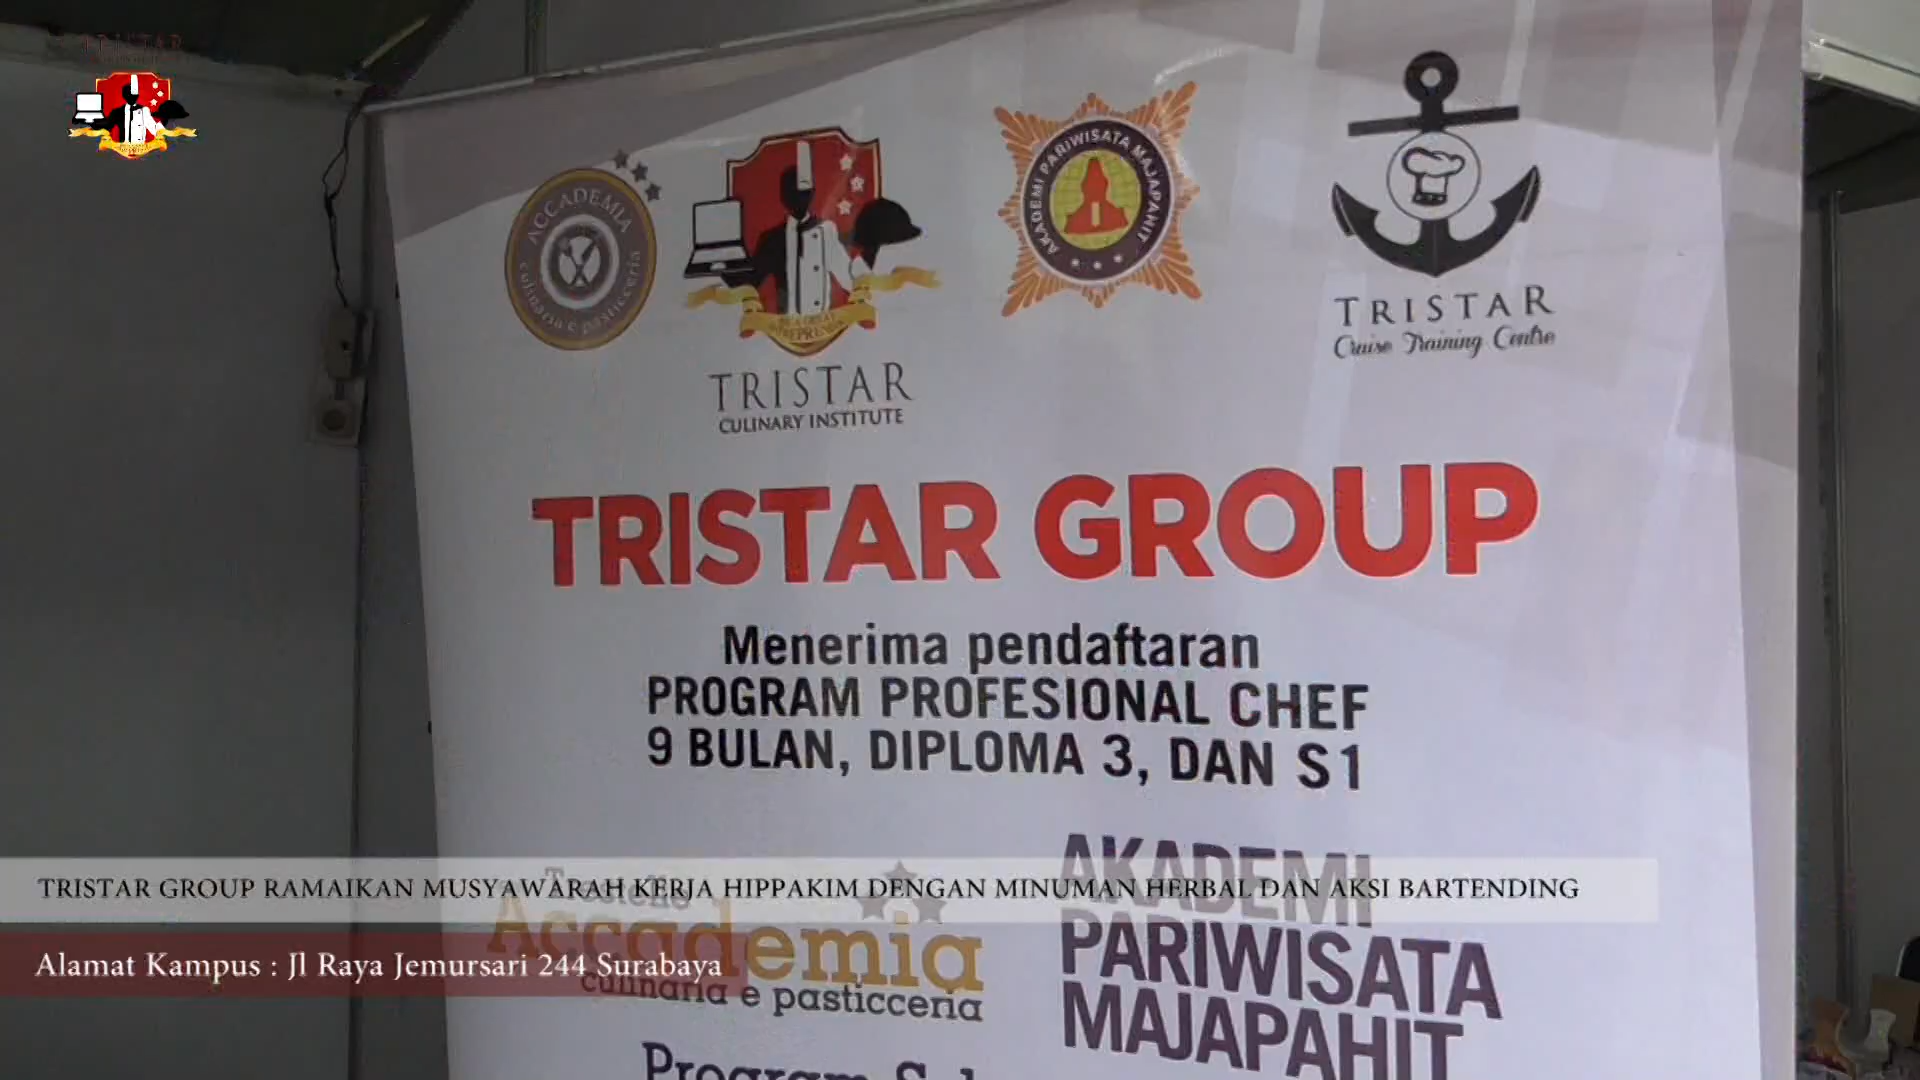 TRISTAR
ACCADEMIA
culinaria e pasticceria
TRISTAR
CULINARY INSTITUTE
AKADEMI PARIWISATA MAJAPAHIT
TRISTAR
Cruise Training Centre
TRISTAR GROUP
Menerima pendaftaran
PROGRAM PROFESIONAL CHEF
9 BULAN, DIPLOMA 3, DAN S1
TRISTAR GROUP RAMAIKAN MUSYAWARAH KERJA HIPPAKIM DENGAN MINUMAN HERBAL DAN AKSI BARTENDING
Alamat Kampus : Jl Raya Jemursari 244 Surabaya
Accademia
culinaria e pasticceria
AKADEMI
PARIWISATA
MAJAPAHIT
Program